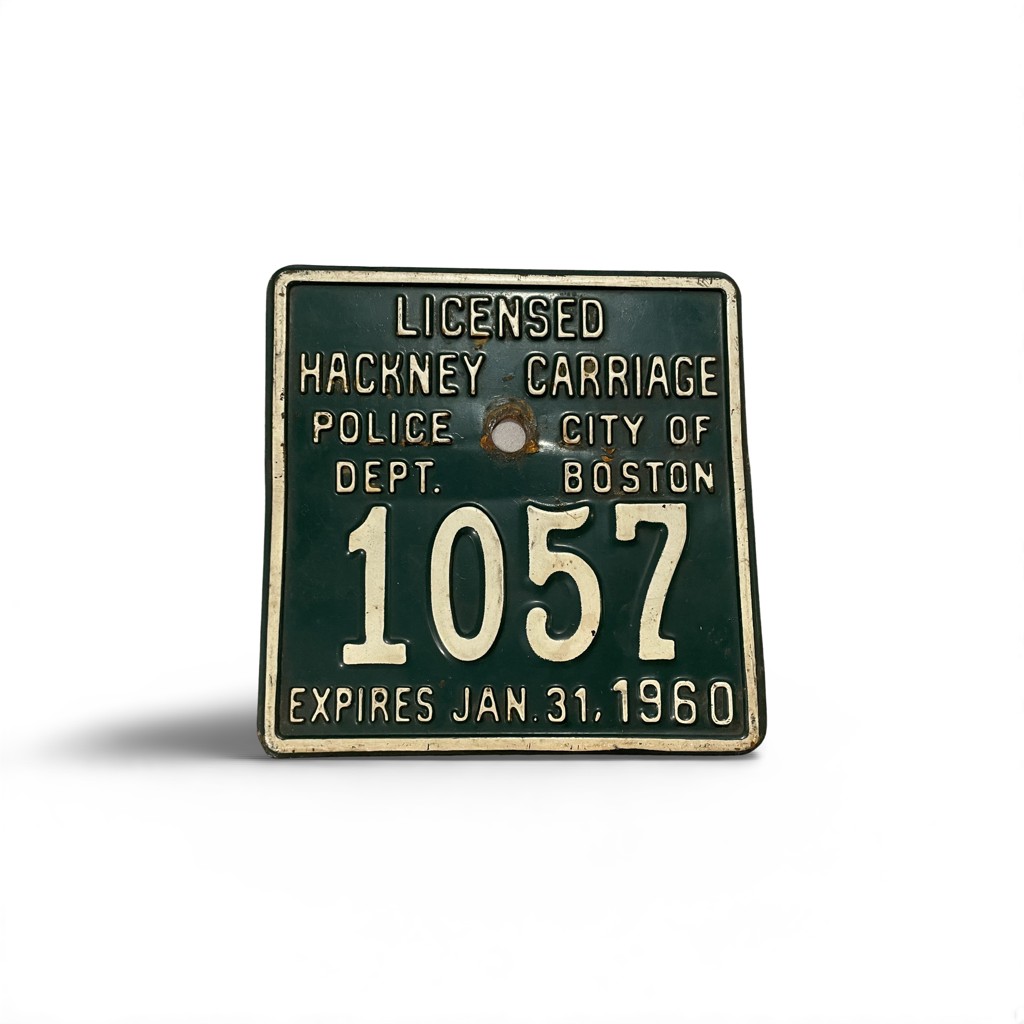 LICENSED
HACKNEY CARRIAGE
POLICE CITY OF
DEPT. BOSTON
1057
EXPIRES JAN. 31, 1960